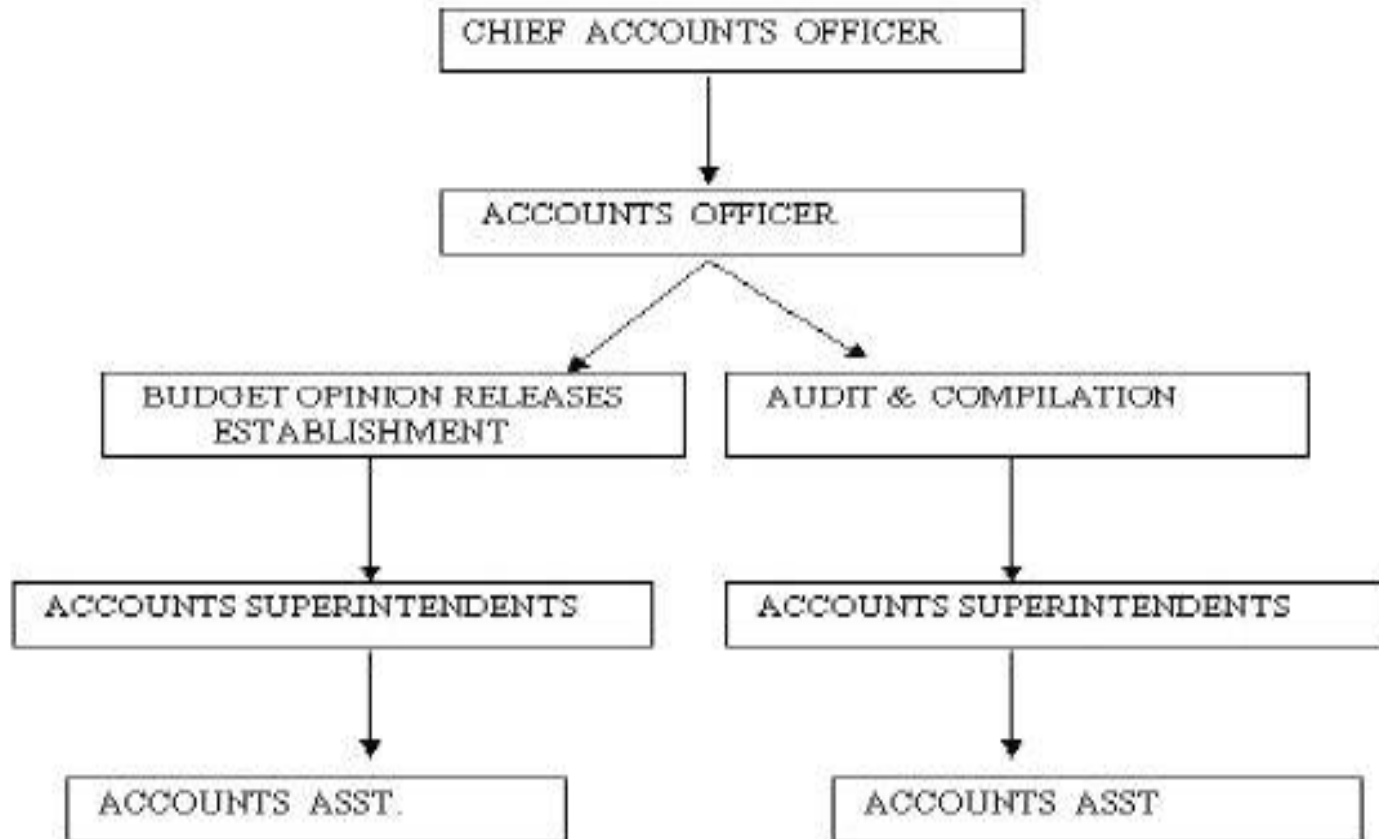 CHIEF ACCOUNTS OFFICER
ACCOUNTS OFFICER
BUDGET OPINION RELEASES
ESTABLISHMENT
AUDIT & COMPILATION
ACCOUNTS SUPERINTENDENTS
ACCOUNTS SUPERINTENDENTS
ACCOUNTS ASST.
ACCOUNTS ASST